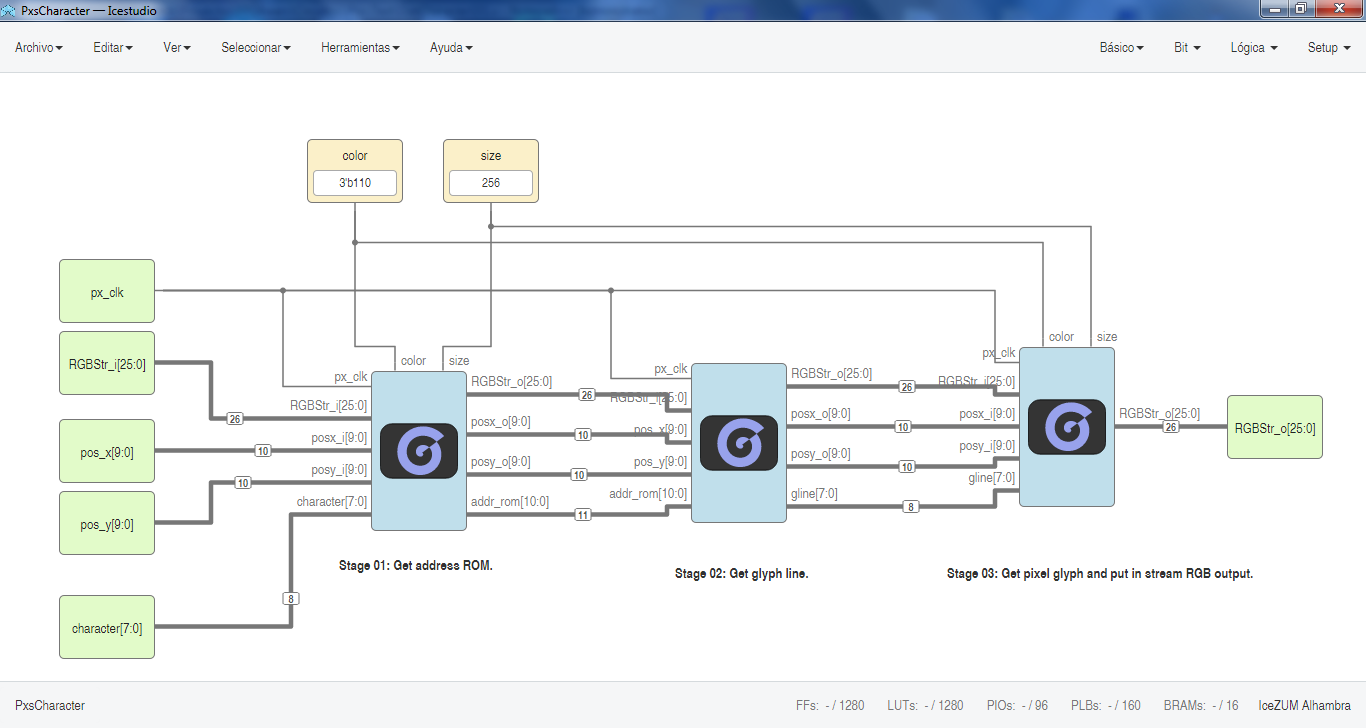 PxsCharacter — Icestudio
Archivo Editar Ver Seleccionar Herramientas Ayuda Básico Bit Lógica Setup
color size
3'b110 256
px_clk
RGBStr_i[25:0]
pos_x[9:0]
pos_y[9:0]
character[7:0]
26
10
10
8
color size
px_clk
RGBStr_i[25:0]
posx_i[9:0]
posy_i[9:0]
character[7:0]
RGBStr_o[25:0]
posx_o[9:0]
posy_o[9:0]
addr_rom[10:0]
26
10
10
11
px_clk
RGBStr_i[25:0]
pos_x[9:0]
pos_y[9:0]
addr_rom[10:0]
RGBStr_o[25:0]
posx_o[9:0]
posy_o[9:0]
gline[7:0]
26
10
10
8
color size
px_clk
RGBStr_i[25:0]
posx_i[9:0]
posy_i[9:0]
gline[7:0]
RGBStr_o[25:0]
26
RGBStr_o[25:0]
Stage 01: Get address ROM.
Stage 02: Get glyph line.
Stage 03: Get pixel glyph and put in stream RGB output.
PxsCharacter FFs: - / 1280 LUTs: - / 1280 PIOs: - / 96 PLBs: - / 160 BRAMs: - / 16 IceZUM Alhambra